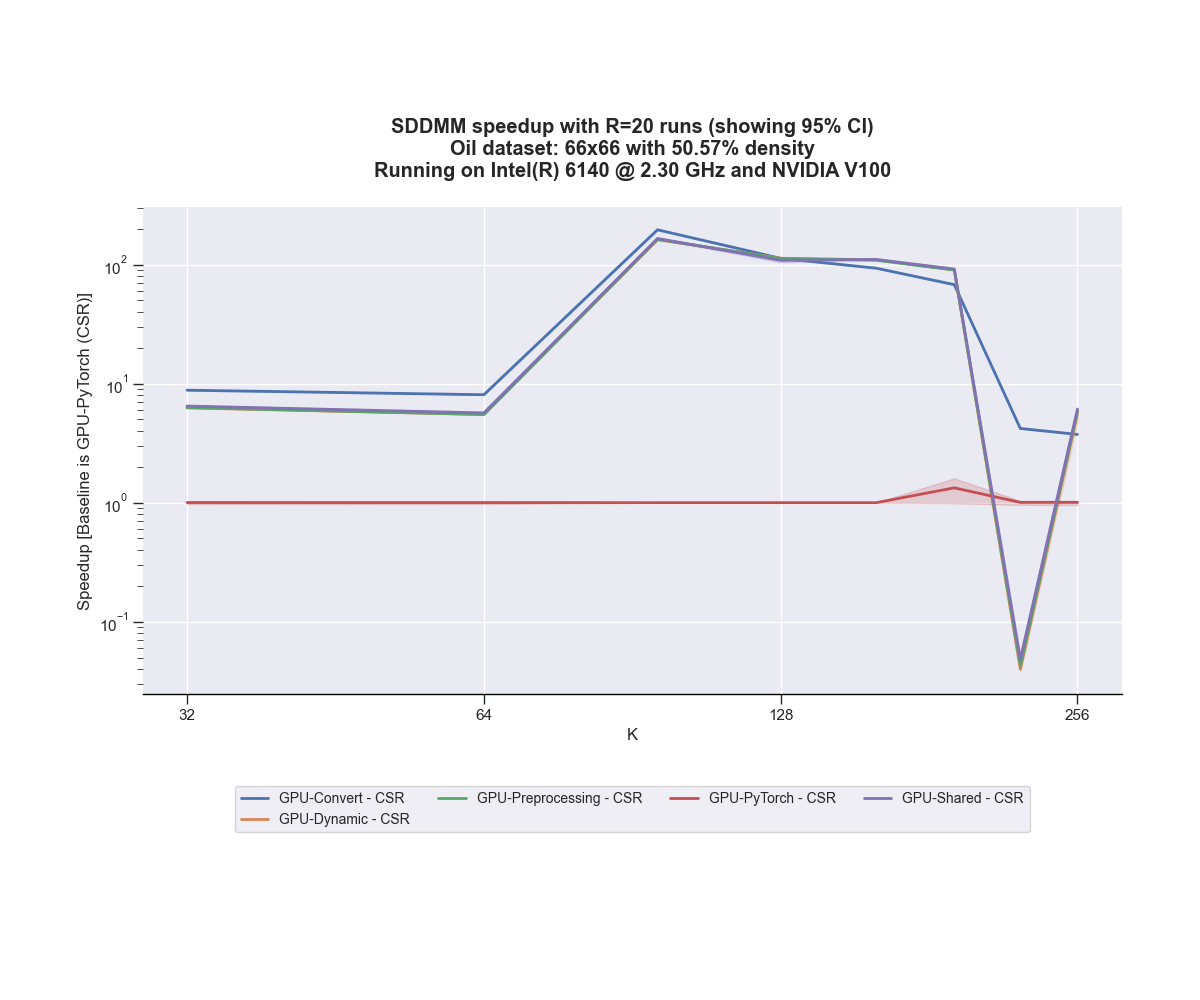 SDDMM speedup with R=20 runs (showing 95% CI)
Oil dataset: 66x66 with 50.57% density
Running on Intel(R) 6140 @ 2.30 GHz and NVIDIA V100
Speedup [Baseline is GPU-PyTorch (CSR)]
10²
10¹
10⁰
10⁻¹
32 64 128 256
K
GPU-Convert - CSR GPU-Preprocessing - CSR GPU-PyTorch - CSR GPU-Shared - CSR
GPU-Dynamic - CSR